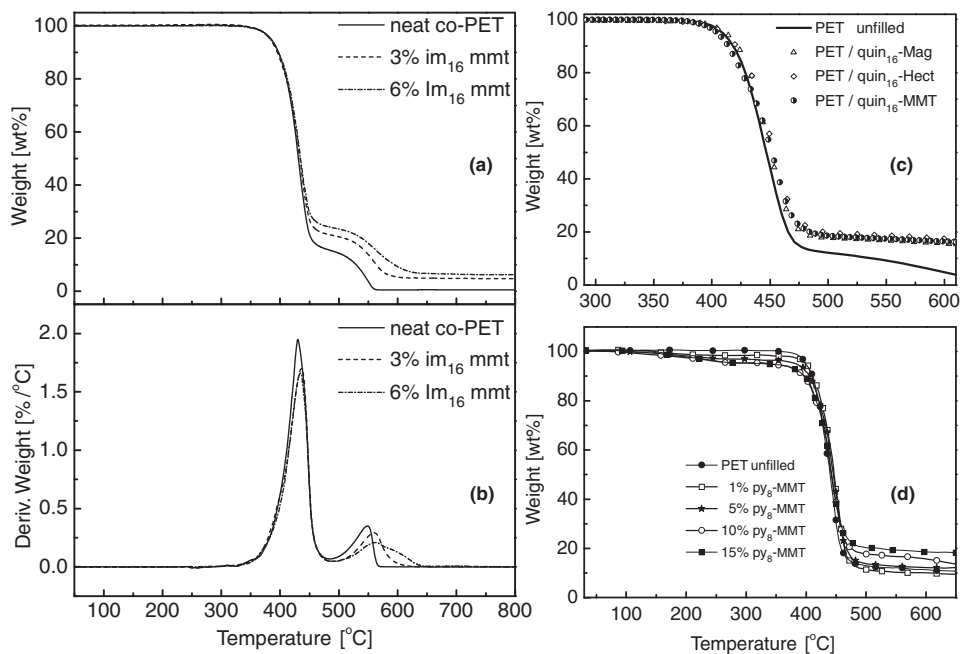 neat co-PET
3% im16 mmt
6% Im16 mmt
(a)
Weight [wt%]
100
80
60
40
20
0
neat co-PET
3% im16 mmt
6% Im16 mmt
(b)
Deriv. Weight [% /°C]
2.0
1.5
1.0
0.5
0.0
100 200 300 400 500 600 700 800
Temperature [°C]
PET unfilled
PET / quin16-Mag
PET / quin16-Hect
PET / quin16-MMT
(c)
Weight [wt%]
100
80
60
40
20
0
300 350 400 450 500 550 600
PET unfilled
1% py8-MMT
5% py8-MMT
10% py8-MMT
15% py8-MMT
(d)
Weight [wt%]
100
80
60
40
20
0
100 200 300 400 500 600
Temperature [°C]